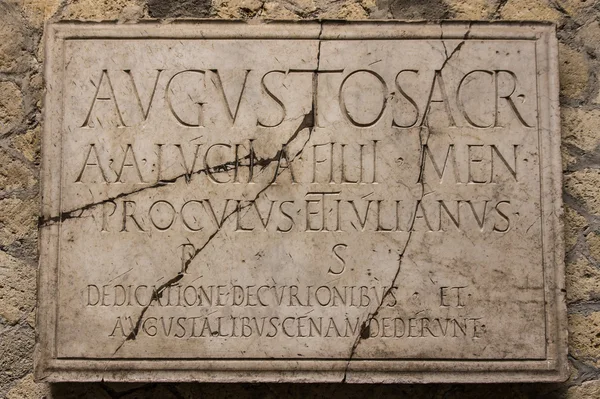 AVGVSTO SACR
A·A·LVCII A FILII·MEN
PROCVLVS·ET·IVLIANVS
P S
DEDICATIONE·DECVRIONIBVS ET
AVGVSTALIBVS·CENAM·DEDERVNT